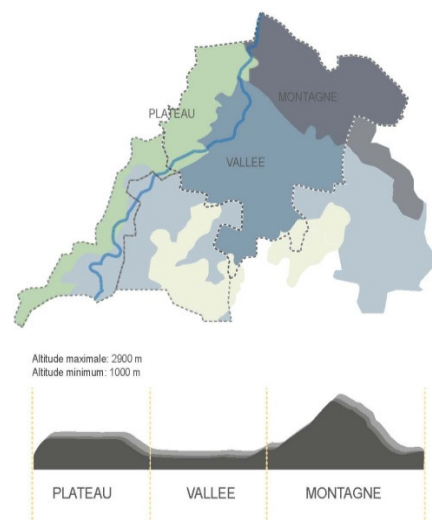 MONTAGNE
PLATEAU
VALLEE
Altitude maximale: 2900 m
Altitude minimum: 1000 m
PLATEAU VALLEE MONTAGNE